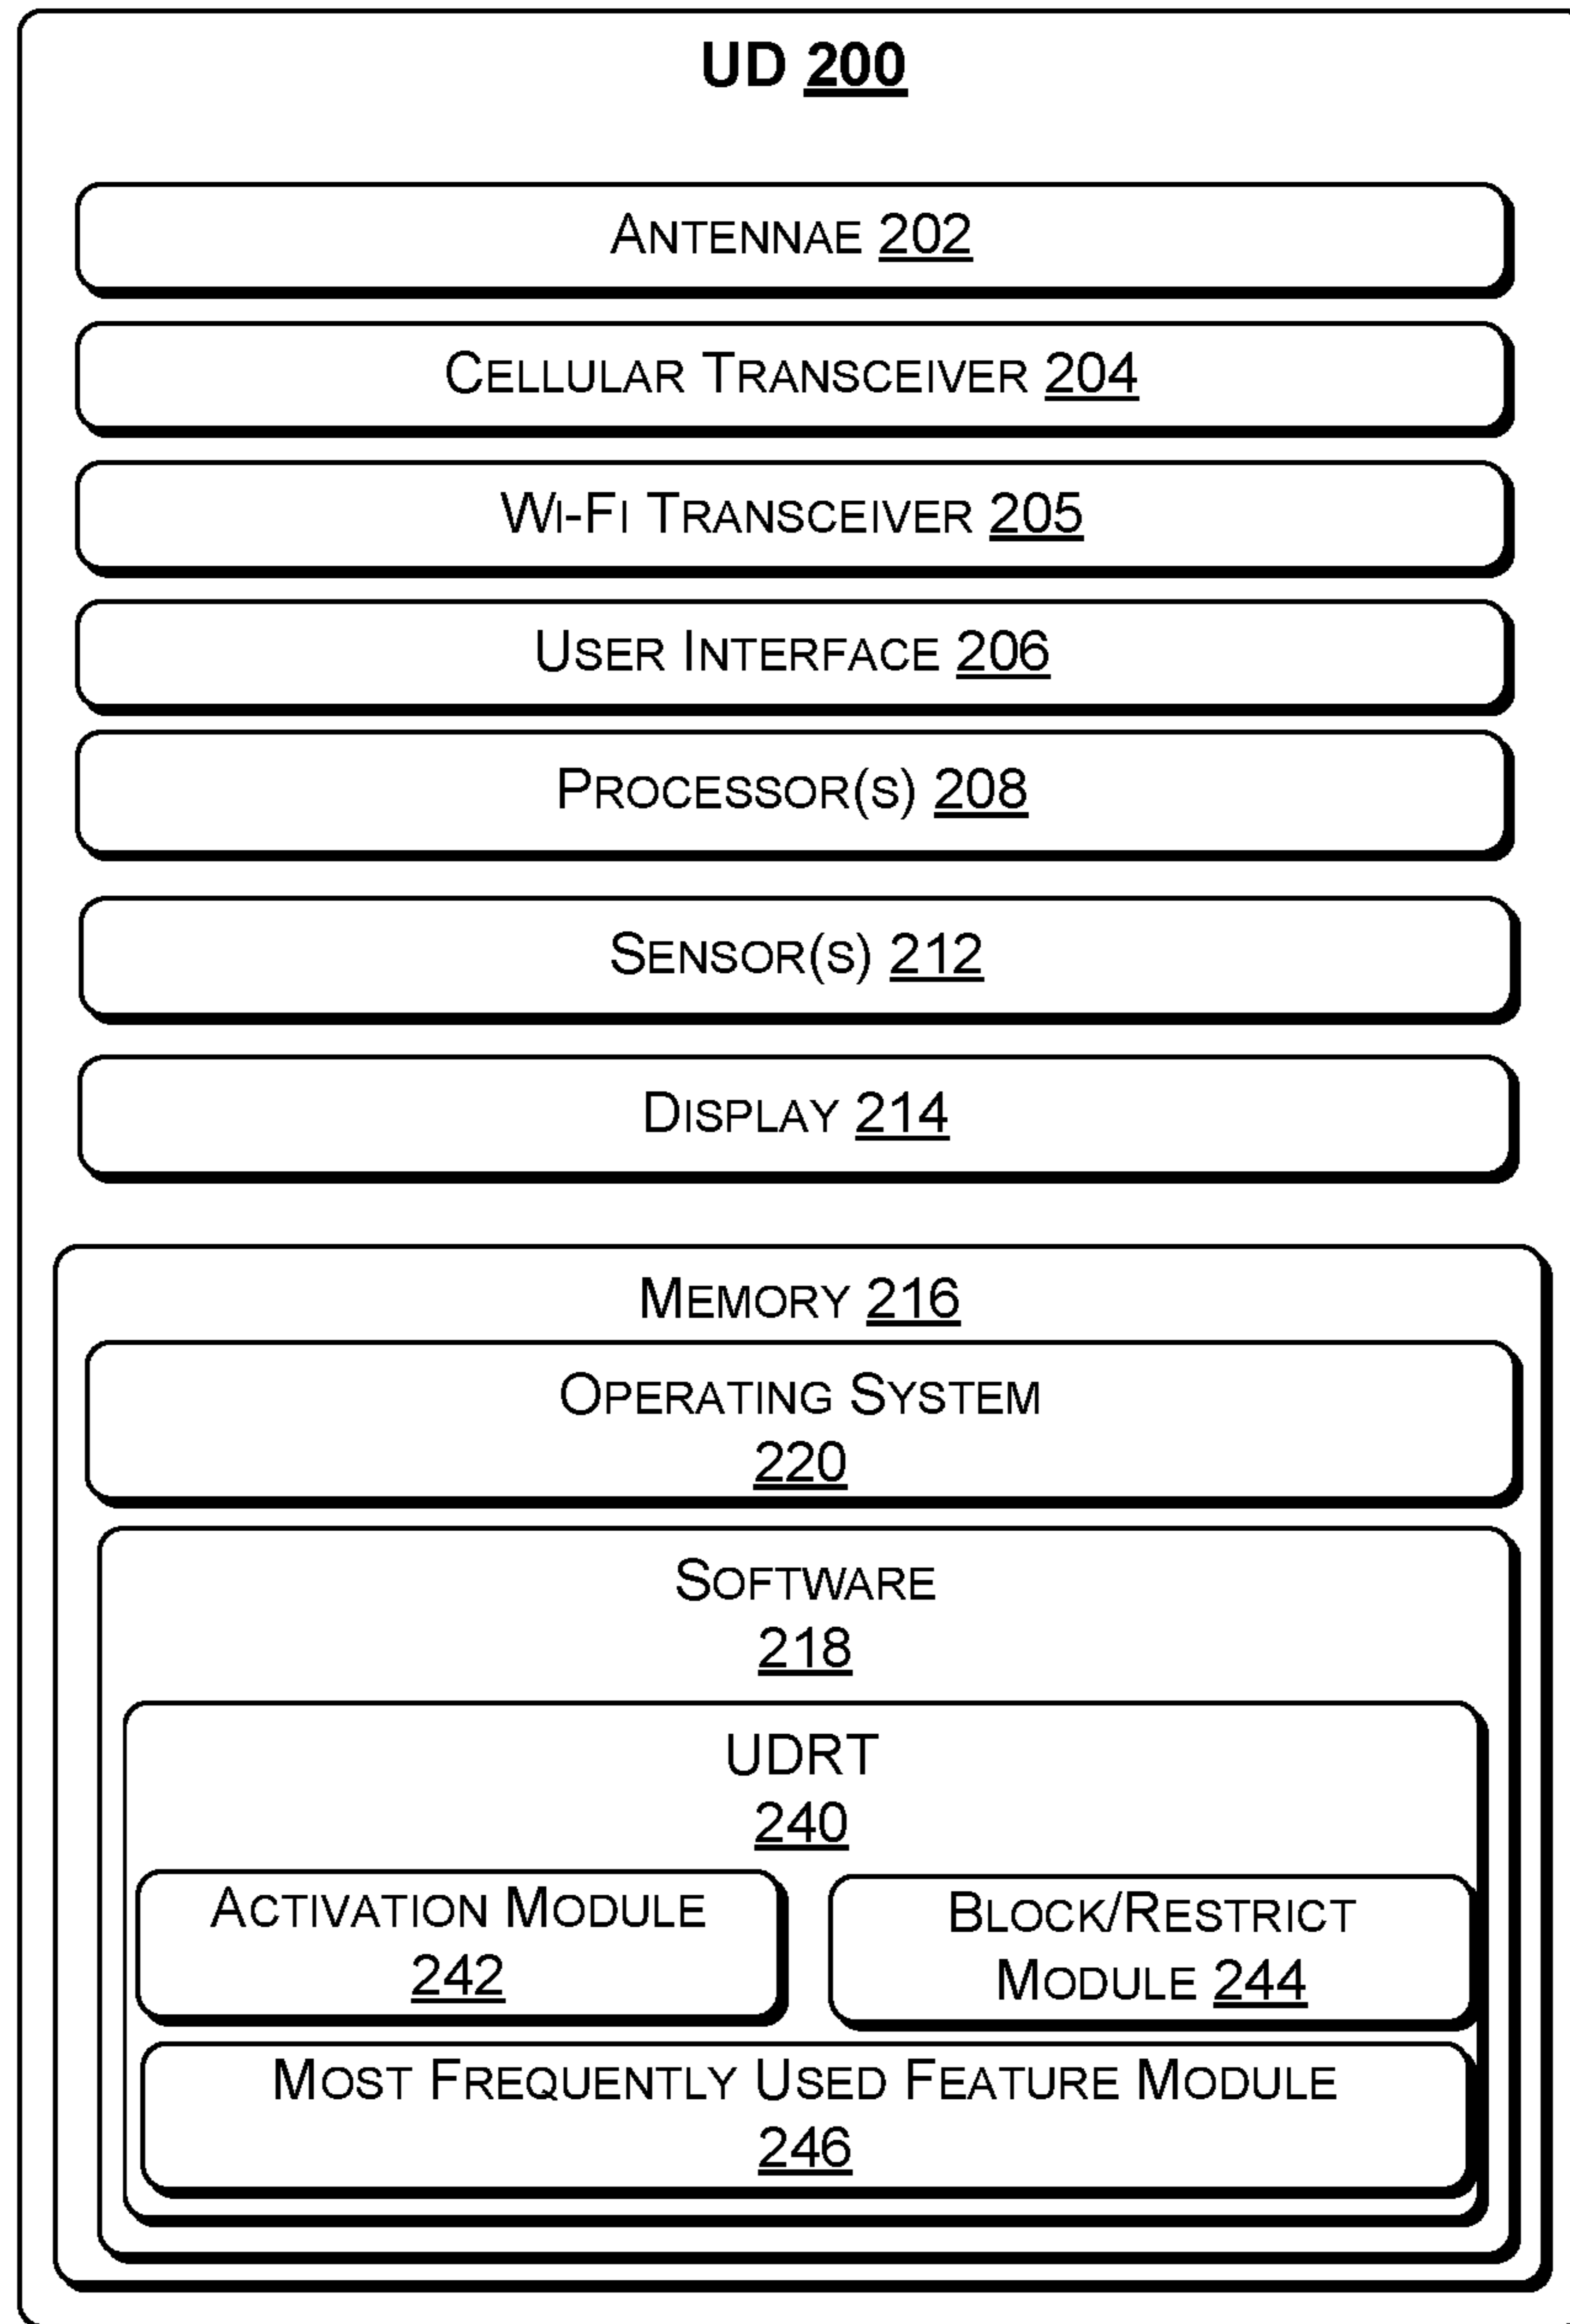 UD 200
ANTENNAE 202
CELLULAR TRANSCEIVER 204
WI-FI TRANSCEIVER 205
USER INTERFACE 206
PROCESSOR(S) 208
SENSOR(S) 212
DISPLAY 214
MEMORY 216
OPERATING SYSTEM
220
SOFTWARE
218
UDRT
240
ACTIVATION MODULE
242
BLOCK/RESTRICT
MODULE 244
MOST FREQUENTLY USED FEATURE MODULE
246